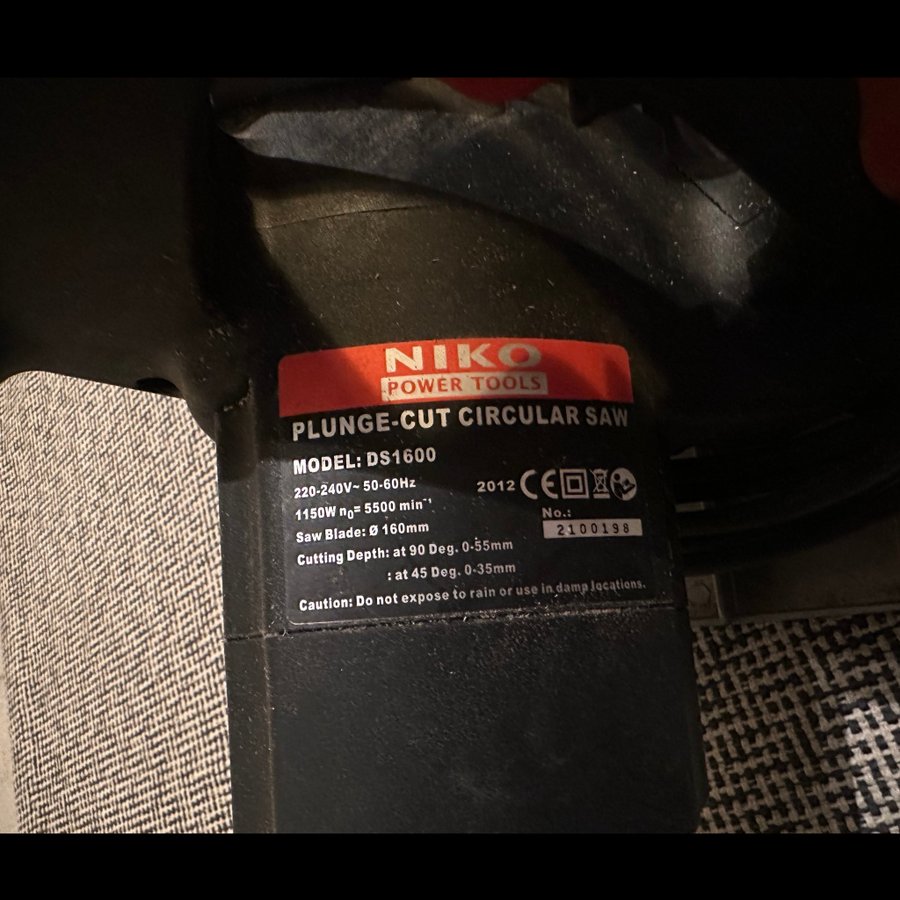 NIKO
POWER TOOLS
PLUNGE-CUT CIRCULAR SAW
MODEL: DS1600
220-240V~ 50-60Hz
1150W n₀= 5500 min⁻¹
2012 CE
Saw Blade: Ø 160mm
No.:
2100198
Cutting Depth: at 90 Deg. 0-55mm
: at 45 Deg. 0-35mm
Caution: Do not expose to rain or use in damp locations.